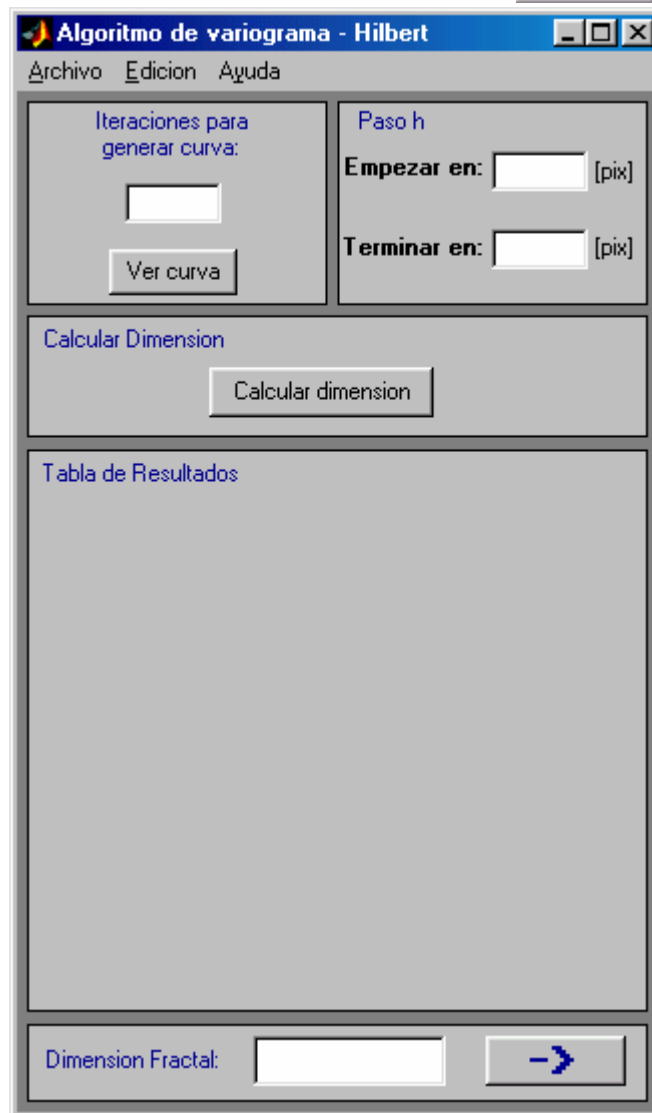 Algoritmo de variograma - Hilbert
Archivo Edicion Ayuda
Iteraciones para
generar curva:
Ver curva
Paso h
Empezar en: [pix]
Terminar en: [pix]
Calcular Dimension
Calcular dimension
Tabla de Resultados
Dimension Fractal:
->